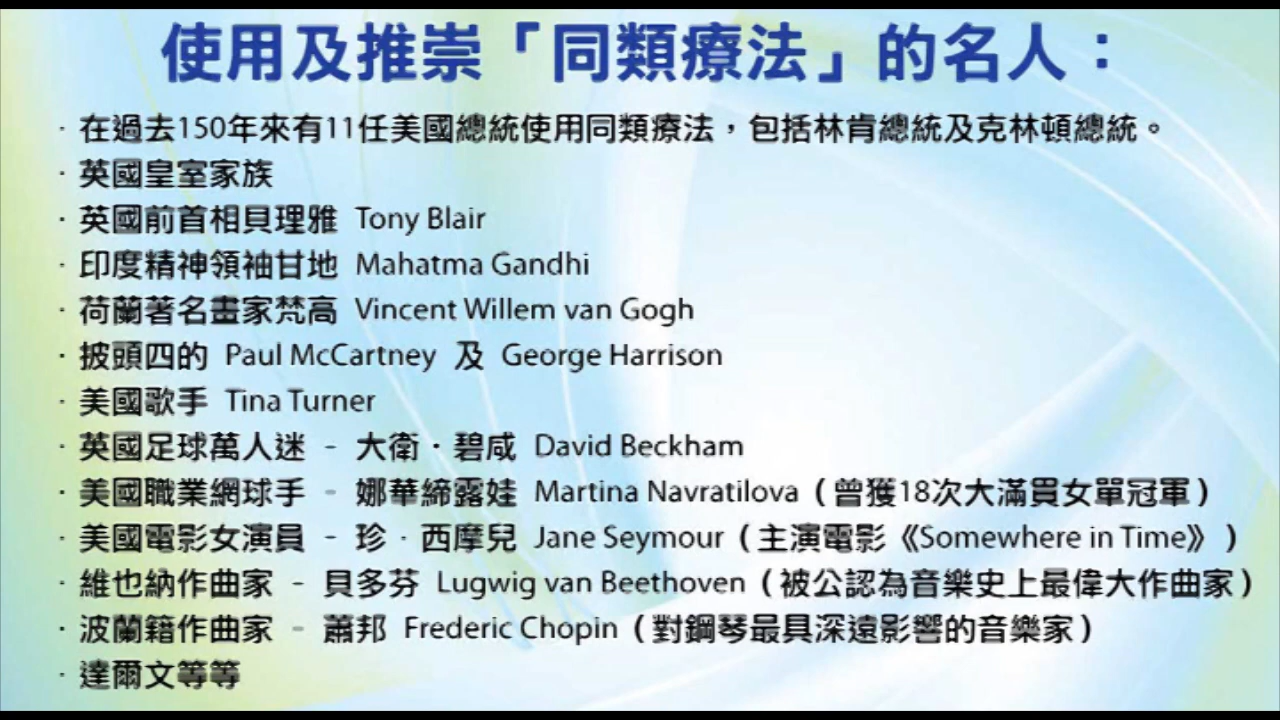 使用及推崇「同類療法」的名人：
· 在過去150年來有11任美國總統使用同類療法，包括林肯總統及克林頓總統。
· 英國皇室家族
· 英國前首相貝理雅 Tony Blair
· 印度精神領袖甘地 Mahatma Gandhi
· 荷蘭著名畫家梵高 Vincent Willem van Gogh
· 披頭四的 Paul McCartney 及 George Harrison
· 美國歌手 Tina Turner
· 英國足球萬人迷 - 大衛·碧咸 David Beckham
· 美國職業網球手 - 娜華締露娃 Martina Navratilova（曾獲18次大滿買女單冠軍）
· 美國電影女演員 - 珍·西摩兒 Jane Seymour（主演電影《Somewhere in Time》）
· 維也納作曲家 - 貝多芬 Lugwig van Beethoven（被公認為音樂史上最偉大作曲家）
· 波蘭籍作曲家 - 蕭邦 Frederic Chopin（對鋼琴最具深遠影響的音樂家）
· 達爾文等等